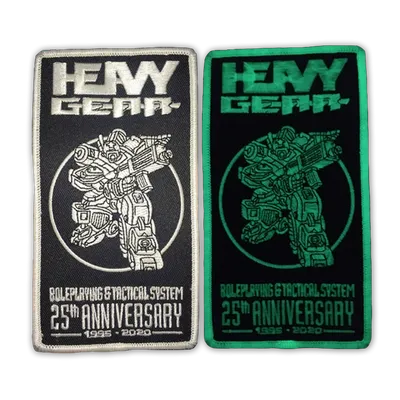 HEAVY
GEAR
ROLEPLAYING & TACTICAL SYSTEM
25th ANNIVERSARY
1995 - 2020
HEAVY
GEAR
ROLEPLAYING & TACTICAL SYSTEM
25th ANNIVERSARY
1995 - 2020